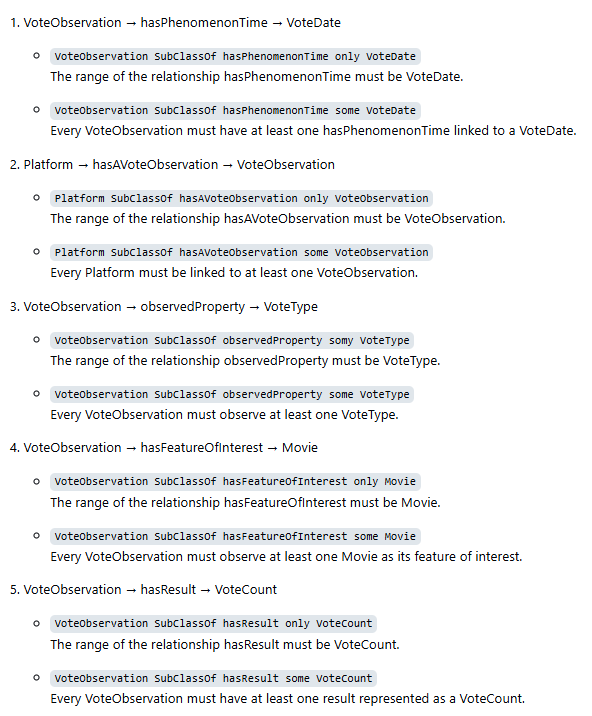 1. VoteObservation → hasPhenomenonTime → VoteDate
○ VoteObservation SubClassOf hasPhenomenonTime only VoteDate
The range of the relationship hasPhenomenonTime must be VoteDate.
○ VoteObservation SubClassOf hasPhenomenonTime some VoteDate
Every VoteObservation must have at least one hasPhenomenonTime linked to a VoteDate.
2. Platform → hasAVoteObservation → VoteObservation
○ Platform SubClassOf hasAVoteObservation only VoteObservation
The range of the relationship hasAVoteObservation must be VoteObservation.
○ Platform SubClassOf hasAVoteObservation some VoteObservation
Every Platform must be linked to at least one VoteObservation.
3. VoteObservation → observedProperty → VoteType
○ VoteObservation SubClassOf observedProperty somy VoteType
The range of the relationship observedProperty must be VoteType.
○ VoteObservation SubClassOf observedProperty some VoteType
Every VoteObservation must observe at least one VoteType.
4. VoteObservation → hasFeatureOfInterest → Movie
○ VoteObservation SubClassOf hasFeatureOfInterest only Movie
The range of the relationship hasFeatureOfInterest must be Movie.
○ VoteObservation SubClassOf hasFeatureOfInterest some Movie
Every VoteObservation must observe at least one Movie as its feature of interest.
5. VoteObservation → hasResult → VoteCount
○ VoteObservation SubClassOf hasResult only VoteCount
The range of the relationship hasResult must be VoteCount.
○ VoteObservation SubClassOf hasResult some VoteCount
Every VoteObservation must have at least one result represented as a VoteCount.